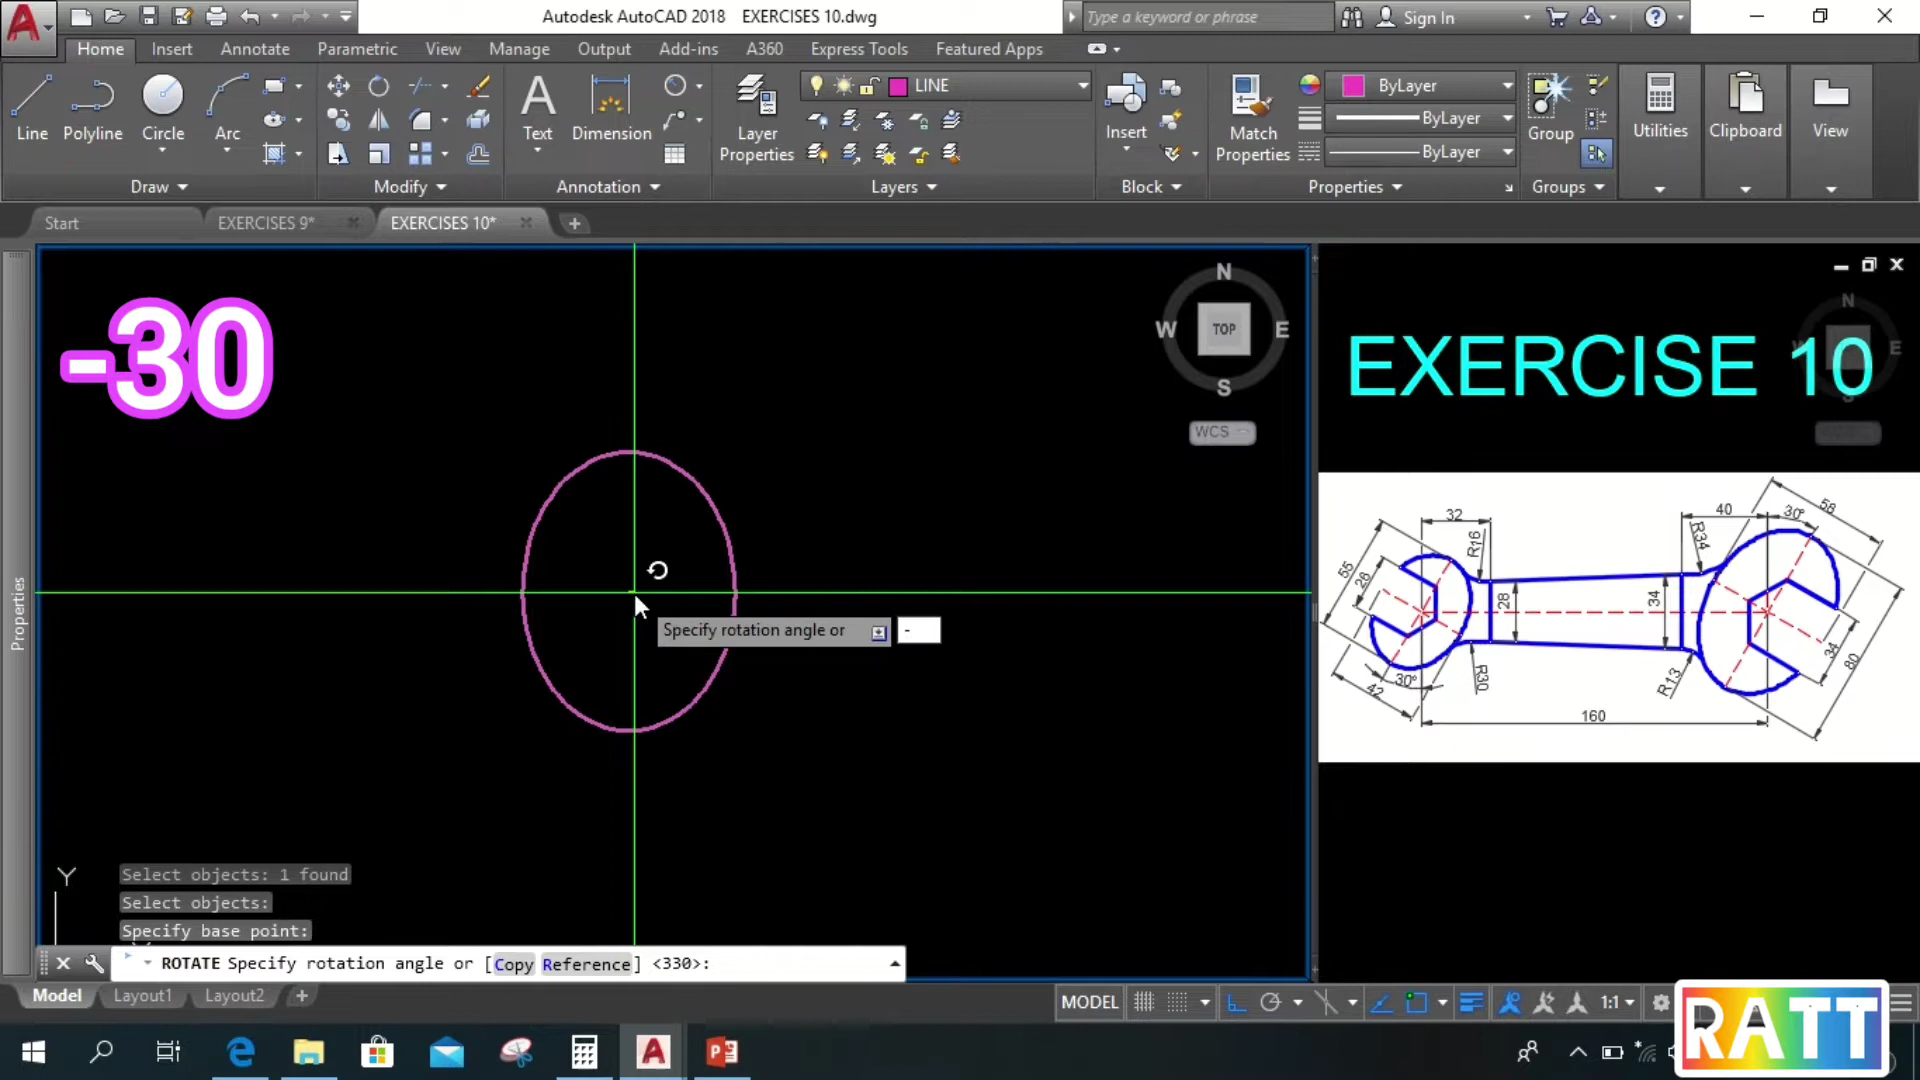 Autodesk AutoCAD 2018 EXERCISES 10.dwg
Type a keyword or phrase
Sign In
Home Insert Annotate Parametric View Manage Output Add-ins A360 Express Tools Featured Apps
Line Polyline Circle Arc
Text Dimension
Layer Properties
LINE
Insert
Match Properties
ByLayer
ByLayer
ByLayer
Group
Utilities
Clipboard
View
Draw Modify Annotation Layers Block Properties Groups
Start EXERCISES 9* EXERCISES 10*
-30
N
W TOP E
S
WCS
Properties
Specify rotation angle or -
EXERCISE 10
N
E
32
R16
55
26
28
34
40
R34
30°
58
34
80
R13
R30
30°
42
160
Y
Select objects: 1 found
Select objects:
Specify base point:
ROTATE Specify rotation angle or [Copy Reference] <330>:
Model Layout1 Layout2
MODEL 1:1
RATT